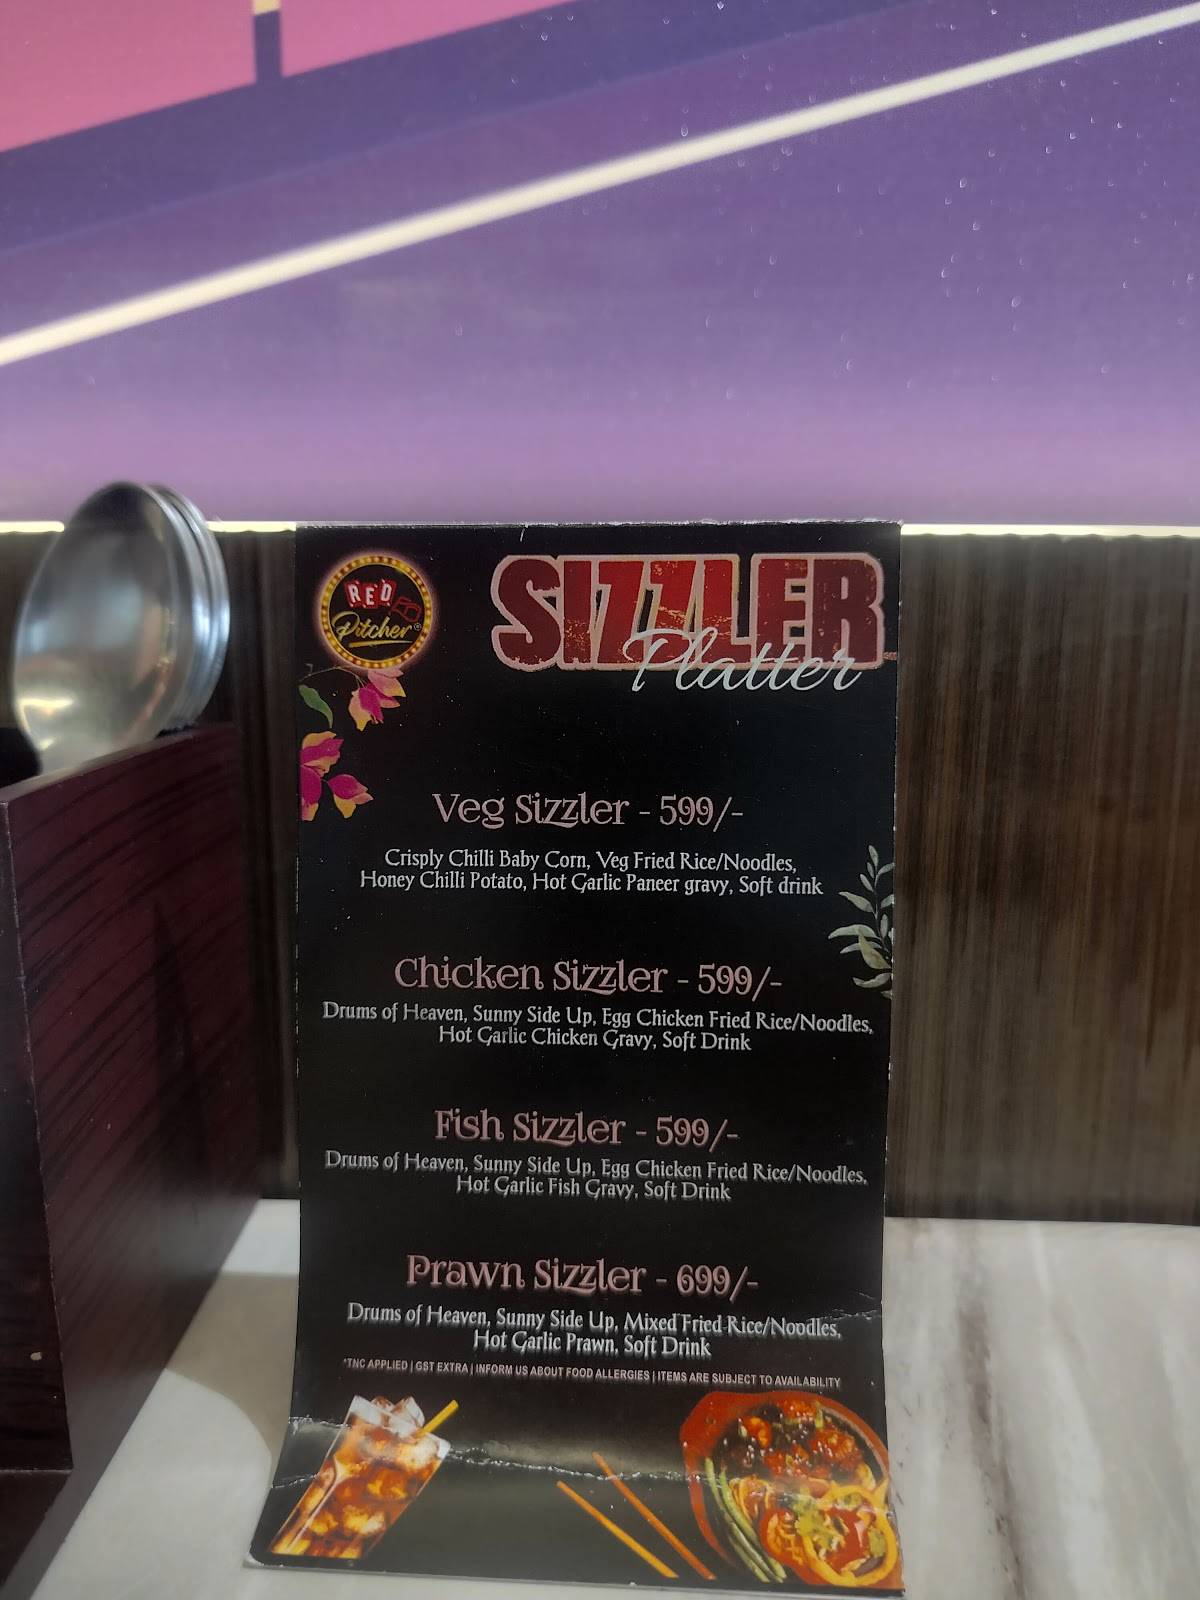 RED
Pitcher®
SIZZLER
Platter
Veg Sizzler - 599/-
Crisply Chilli Baby Corn, Veg Fried Rice/Noodles,
Honey Chilli Potato, Hot Garlic Paneer gravy, Soft drink
Chicken Sizzler - 599/-
Drums of Heaven, Sunny Side Up, Egg Chicken Fried Rice/Noodles,
Hot Garlic Chicken Gravy, Soft Drink
Fish Sizzler - 599/-
Drums of Heaven, Sunny Side Up, Egg Chicken Fried Rice/Noodles,
Hot Garlic Fish Gravy, Soft Drink
Prawn Sizzler - 699/-
Drums of Heaven, Sunny Side Up, Mixed Fried Rice/Noodles,
Hot Garlic Prawn, Soft Drink
*TNC APPLIED | GST EXTRA | INFORM US ABOUT FOOD ALLERGIES | ITEMS ARE SUBJECT TO AVAILABILITY